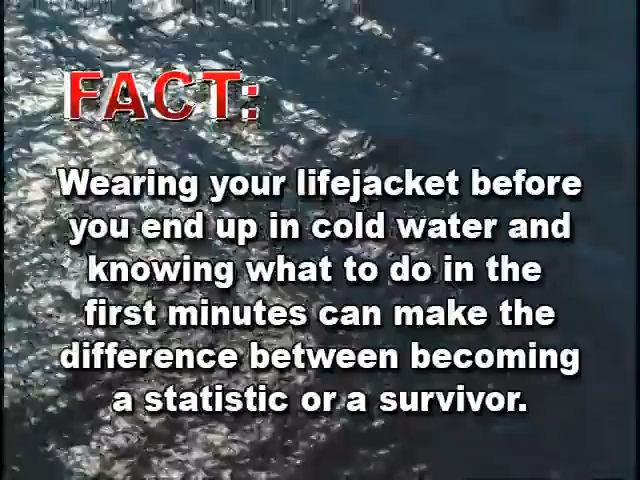 FACT:
Wearing your lifejacket before
you end up in cold water and
knowing what to do in the
first minutes can make the
difference between becoming
a statistic or a survivor.